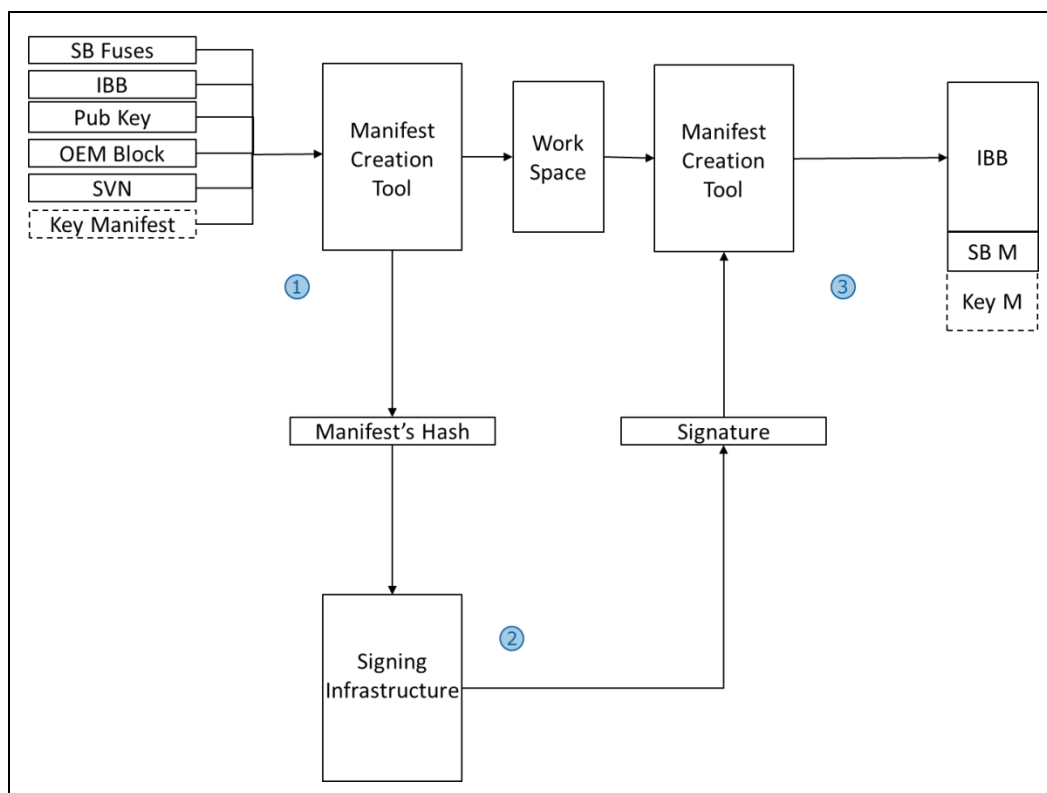 SB Fuses
IBB
Pub Key
OEM Block
SVN
Key Manifest
Manifest
Creation
Tool
Work
Space
Manifest
Creation
Tool
IBB
SB M
Key M
1
3
Manifest's Hash
Signature
2
Signing
Infrastructure